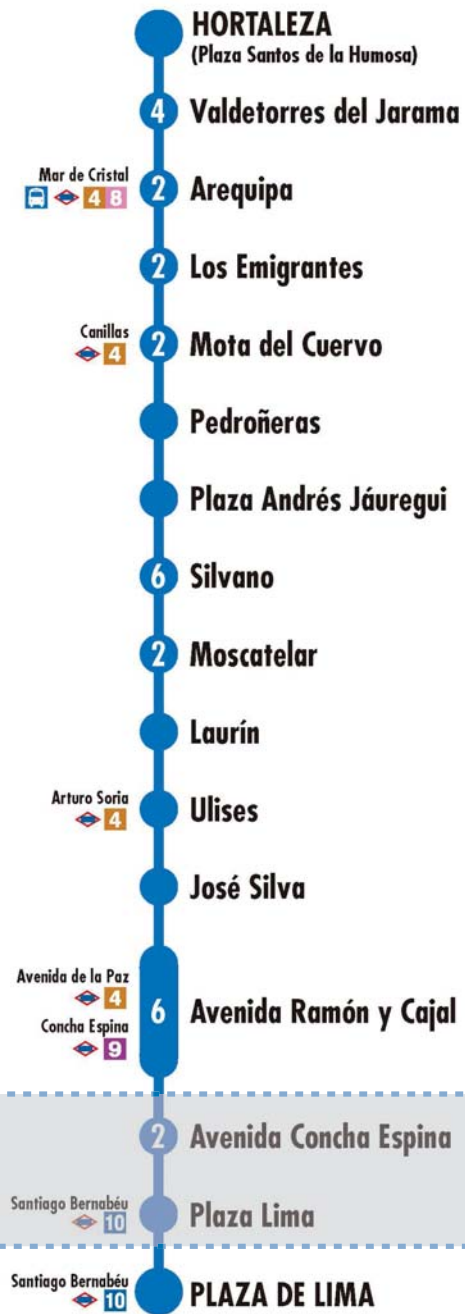 HORTALEZA
(Plaza Santos de la Humosa)
4 Valdetorres del Jarama
Mar de Cristal
4 8
2 Arequipa
2 Los Emigrantes
Canillas
4
2 Mota del Cuervo
Pedroñeras
Plaza Andrés Jáuregui
6 Silvano
2 Moscatelar
Laurín
Arturo Soria
4
Ulises
José Silva
Avenida de la Paz
4
Concha Espina
9
6 Avenida Ramón y Cajal
2 Avenida Concha Espina
Santiago Bernabéu
10
Plaza Lima
Santiago Bernabéu
10
PLAZA DE LIMA